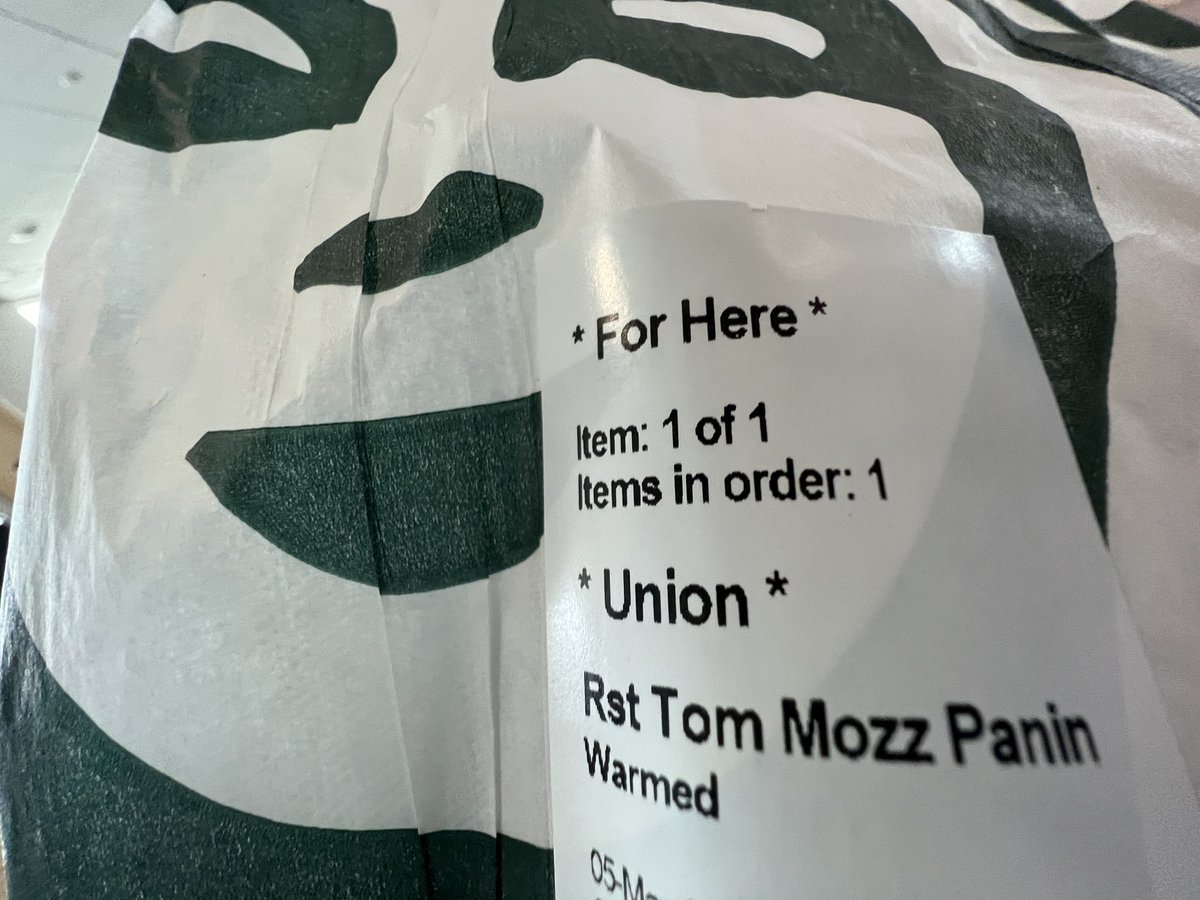 * For Here *
Item: 1 of 1
Items in order: 1
* Union *
Rst Tom Mozz Panin
Warmed